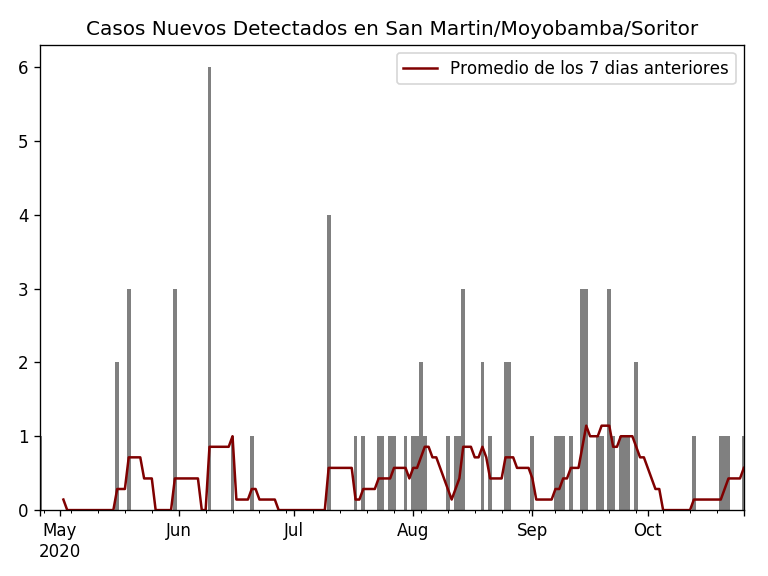 Casos Nuevos Detectados en San Martin/Moyobamba/Soritor
Promedio de los 7 dias anteriores
6
5
4
3
2
1
0
May Jun Jul Aug Sep Oct
2020